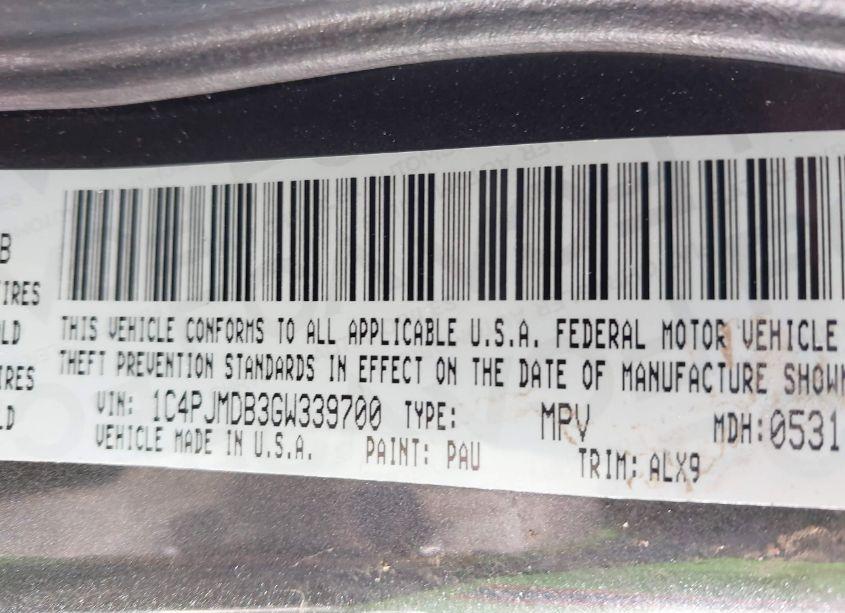 B
IRES
OLD
IRES
LD
THIS VEHICLE CONFORMS TO ALL APPLICABLE U.S.A. FEDERAL MOTOR VEHICLE
THEFT PREVENTION STANDARDS IN EFFECT ON THE DATE OF MANUFACTURE SHOWN
VIN: 1C4PJMDB3GW339700 TYPE: MPV MDH:0531
VEHICLE MADE IN U.S.A. PAINT: PAU TRIM: ALX9